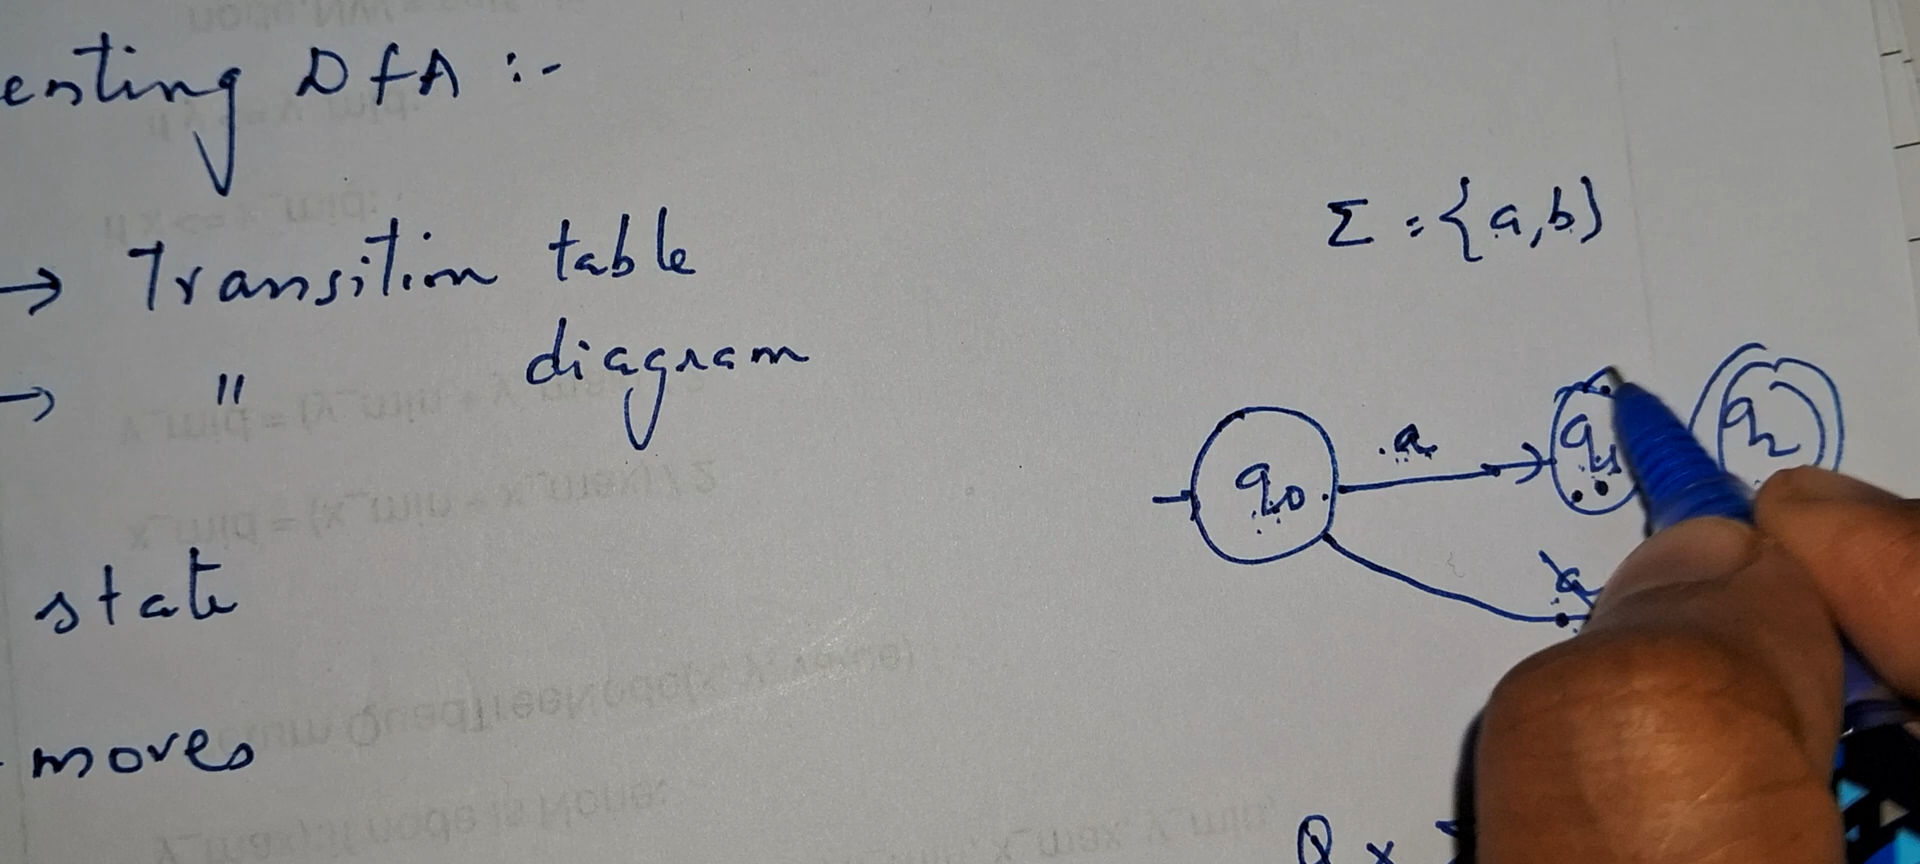 enting DfA :-
→ Transition table
→ " diagram
state
moves
Σ = {a,b}
q0 a q1 q2
a
Q ×